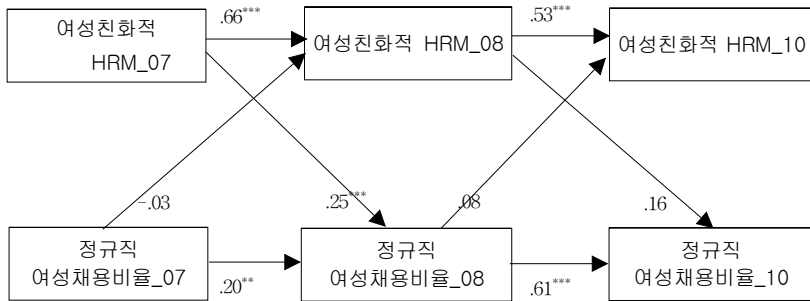 여성친화적
HRM_07
.66***
여성친화적 HRM_08
.53***
여성친화적 HRM_10
-.03
.25***
.08
.16
정규직
여성채용비율_07
.20**
정규직
여성채용비율_08
.61***
정규직
여성채용비율_10